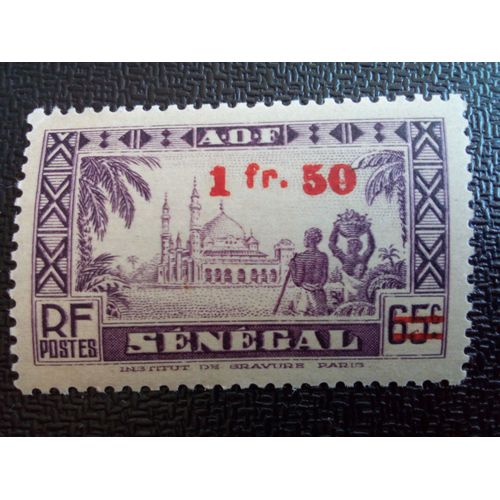 A.O.F
1 fr. 50
RF
POSTES
SÉNÉGAL
65c
INSTITUT DE GRAVURE PARIS